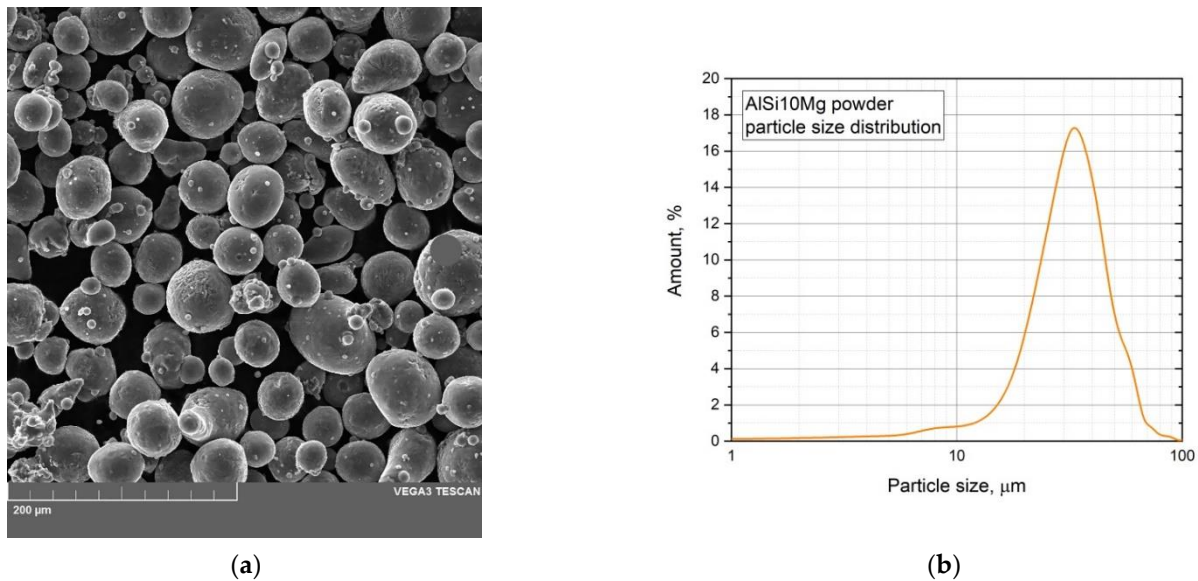 VEGA3 TESCAN
200 µm
(a)
AlSi10Mg powder
particle size distribution
Amount, %
20
18
16
14
12
10
8
6
4
2
0
1
10
100
Particle size, µm
(b)